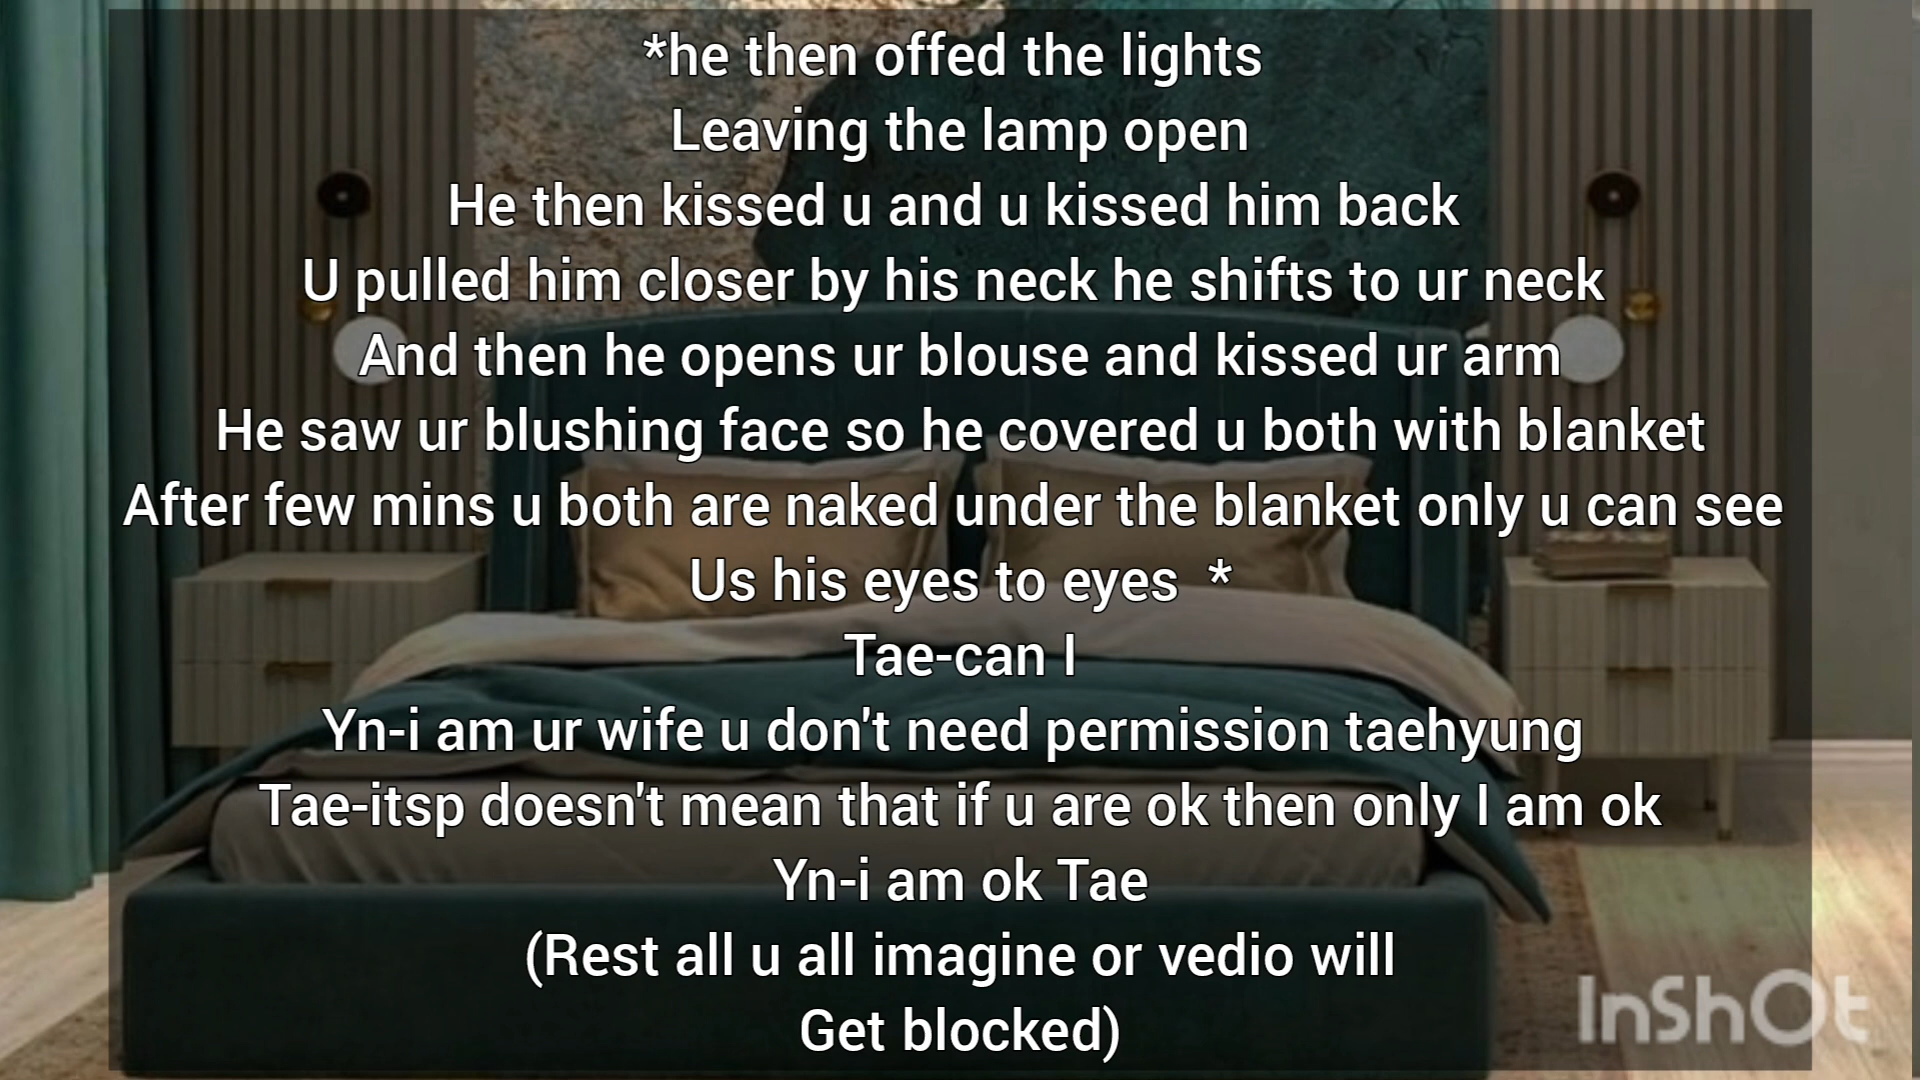 *he then offed the lights
Leaving the lamp open
He then kissed u and u kissed him back
U pulled him closer by his neck he shifts to ur neck
And then he opens ur blouse and kissed ur arm
He saw ur blushing face so he covered u both with blanket
After few mins u both are naked under the blanket only u can see
Us his eyes to eyes *
Tae-can I
Yn-i am ur wife u don't need permission taehyung
Tae-itsp doesn't mean that if u are ok then only I am ok
Yn-i am ok Tae
(Rest all u all imagine or vedio will
Get blocked)
InShOt